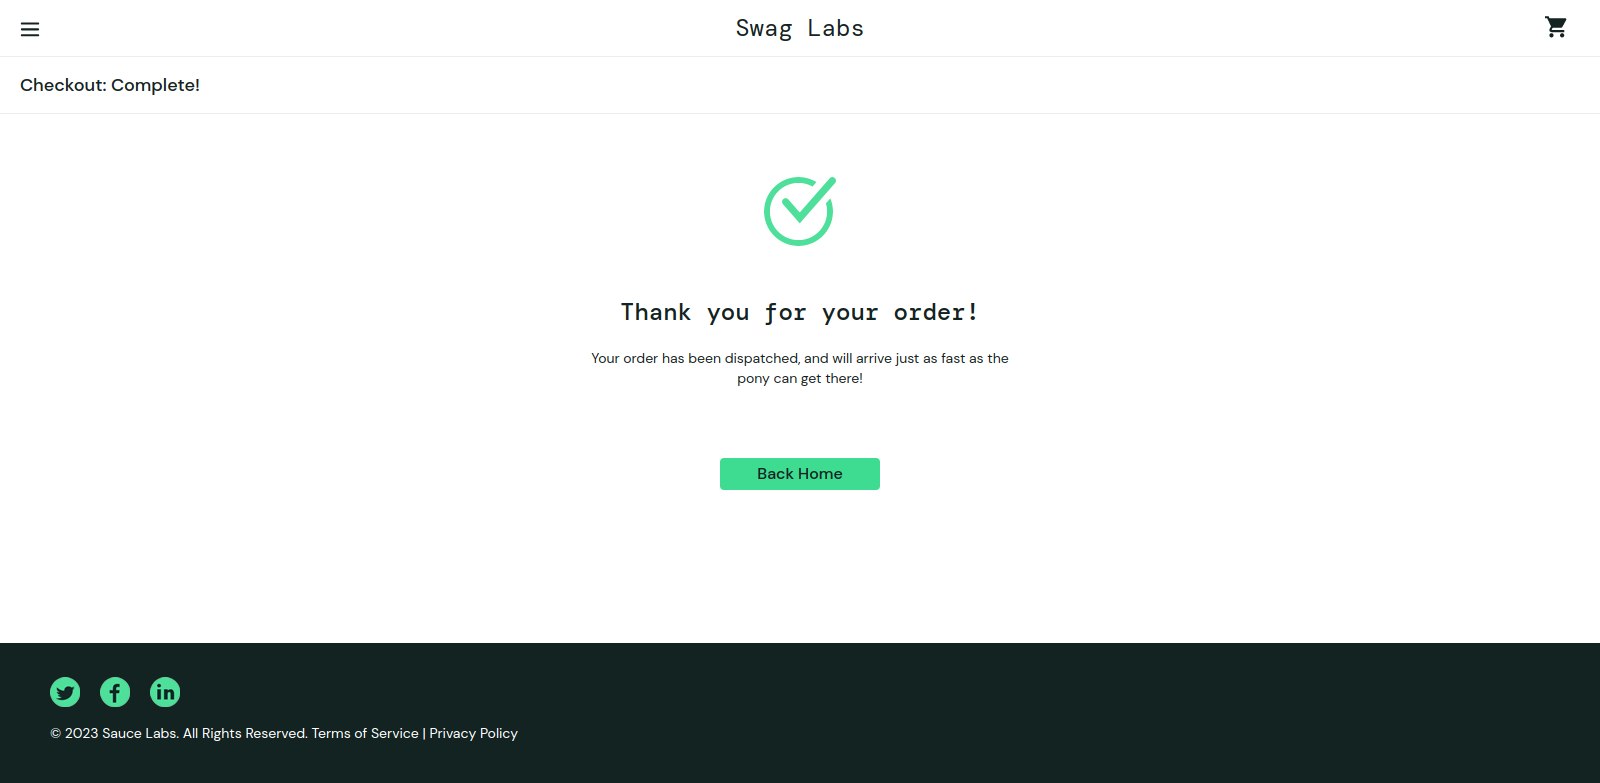 Swag Labs
Checkout: Complete!
Thank you for your order!
Your order has been dispatched, and will arrive just as fast as the
pony can get there!
Back Home
© 2023 Sauce Labs. All Rights Reserved. Terms of Service | Privacy Policy